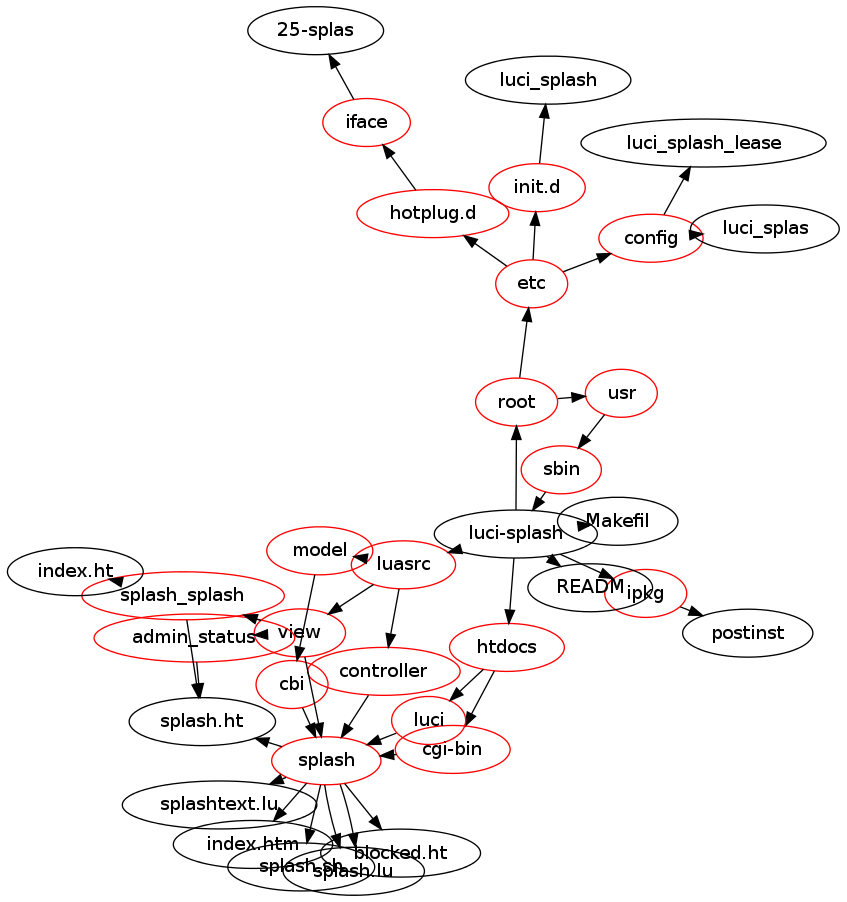 25-splas
luci_splash
iface
luci_splash_lease
init.d
hotplug.d
luci_splas
config
etc
usr
root
sbin
Makefil
luci-splash
model
luasrc
index.ht
READM
ipkg
splash_splash
view
admin_status
postinst
htdocs
controller
cbi
luci
splash.ht
cgi-bin
splash
splashtext.lu
index.htm
blocked.ht
splash.sh
splash.lu